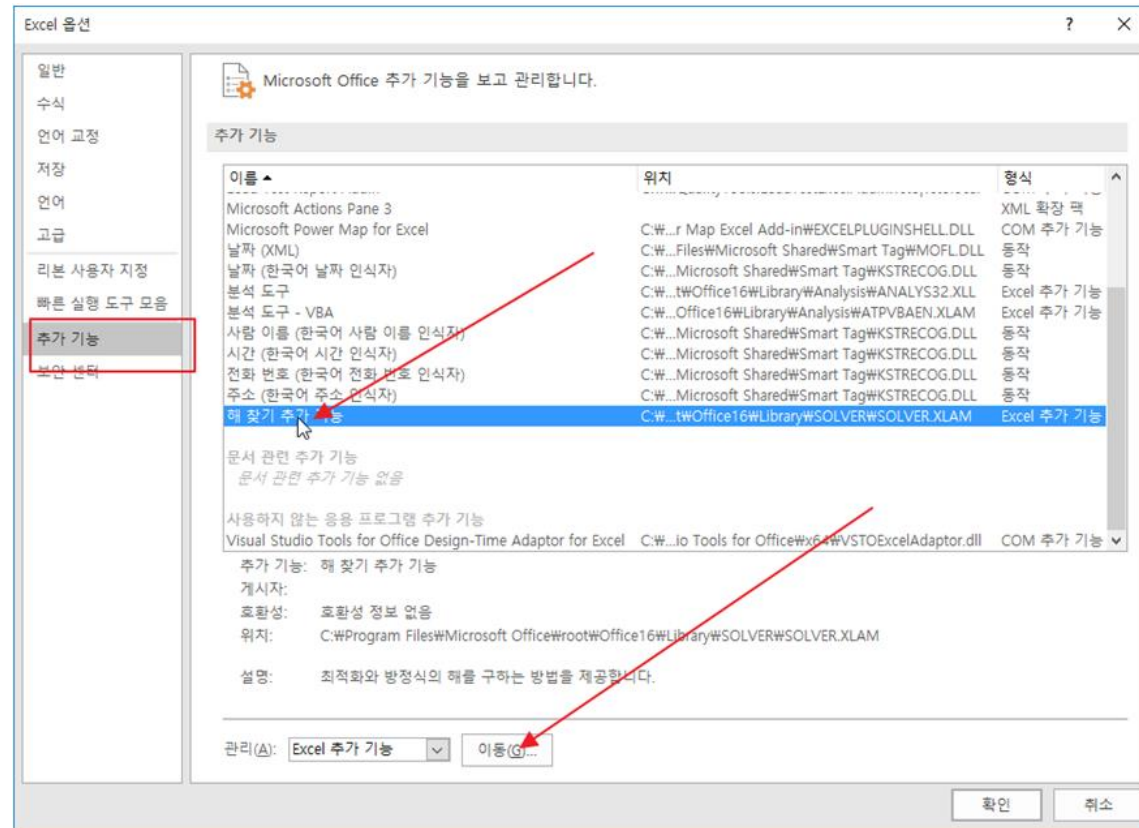 Excel 옵션
?
일반
수식
언어 교정
저장
언어
고급
리본 사용자 지정
빠른 실행 도구 모음
추가 기능
보안 센터
Microsoft Office 추가 기능을 보고 관리합니다.
추가 기능
이름 위치 형식
Microsoft Actions Pane 3 XML 확장 팩
Microsoft Power Map for Excel C:₩...r Map Excel Add-in₩EXCELPLUGINSHELL.DLL COM 추가 기능
날짜 (XML) C:₩...Files₩Microsoft Shared₩Smart Tag₩MOFL.DLL 동작
날짜 (한국어 날짜 인식자) C:₩...Microsoft Shared₩Smart Tag₩KSTRECOG.DLL 동작
분석 도구 C:₩...t₩Office16₩Library₩Analysis₩ANALYS32.XLL Excel 추가 기능
분석 도구 - VBA C:₩...Office16₩Library₩Analysis₩ATPVBAEN.XLAM Excel 추가 기능
사람 이름 (한국어 사람 이름 인식자) C:₩...Microsoft Shared₩Smart Tag₩KSTRECOG.DLL 동작
시간 (한국어 시간 인식자) C:₩...Microsoft Shared₩Smart Tag₩KSTRECOG.DLL 동작
전화 번호 (한국어 전화 번호 인식자) C:₩...Microsoft Shared₩Smart Tag₩KSTRECOG.DLL 동작
주소 (한국어 주소 인식자) C:₩...Microsoft Shared₩Smart Tag₩KSTRECOG.DLL 동작
해 찾기 추가 기능 C:₩...t₩Office16₩Library₩SOLVER₩SOLVER.XLAM Excel 추가 기능
문서 관련 추가 기능
문서 관련 추가 기능 없음
사용하지 않는 응용 프로그램 추가 기능
Visual Studio Tools for Office Design-Time Adaptor for Excel C:₩...io Tools for Office₩x64₩VSTOExcelAdaptor.dll COM 추가 기능
추가 기능: 해 찾기 추가 기능
게시자:
호환성: 호환성 정보 없음
위치: C:₩Program Files₩Microsoft Office₩root₩Office16₩Library₩SOLVER₩SOLVER.XLAM
설명: 최적화와 방정식의 해를 구하는 방법을 제공합니다.
관리(A): Excel 추가 기능 이동(G)...
확인 취소